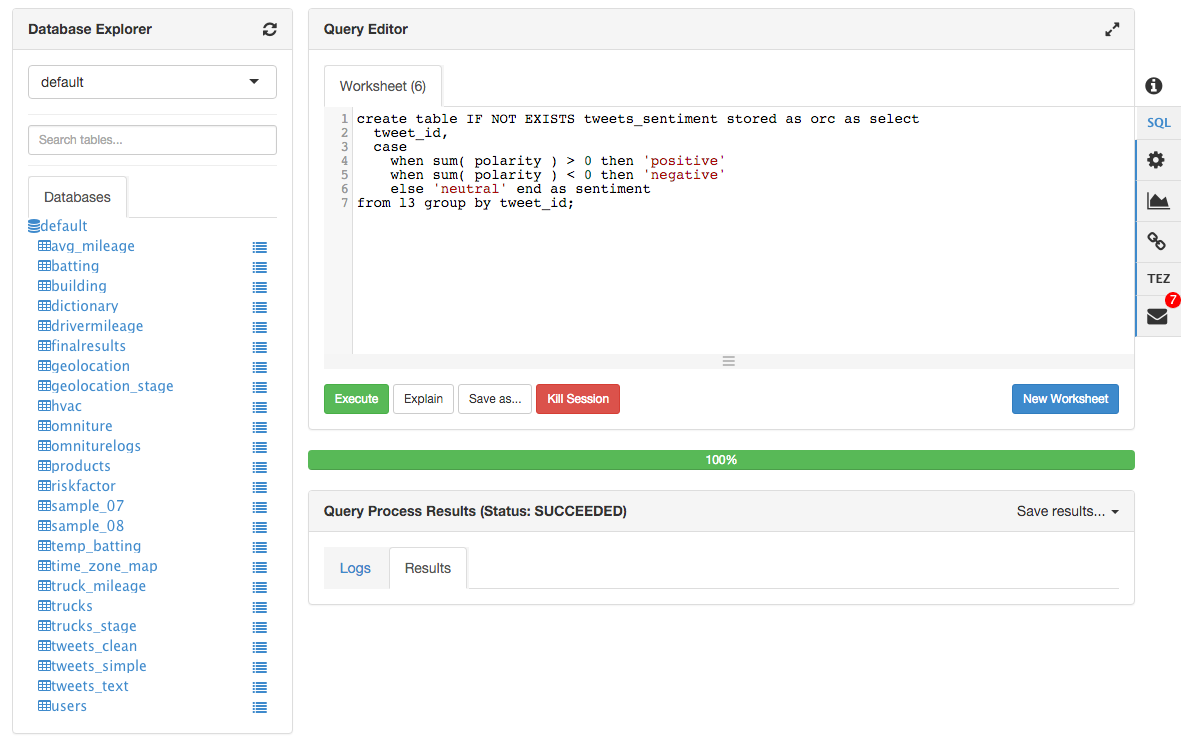 Database Explorer
default
Search tables...
Databases
default
avg_mileage
batting
building
dictionary
drivermileage
finalresults
geolocation
geolocation_stage
hvac
omniture
omniturelogs
products
riskfactor
sample_07
sample_08
temp_batting
time_zone_map
truck_mileage
trucks
trucks_stage
tweets_clean
tweets_simple
tweets_text
users
Query Editor
Worksheet (6)
1 create table IF NOT EXISTS tweets_sentiment stored as orc as select
2   tweet_id,
3   case
4     when sum( polarity ) > 0 then 'positive'
5     when sum( polarity ) < 0 then 'negative'
6     else 'neutral' end as sentiment
7 from l3 group by tweet_id;
Execute Explain Save as... Kill Session New Worksheet
100%
Query Process Results (Status: SUCCEEDED) Save results...
Logs Results
SQL
TEZ
7